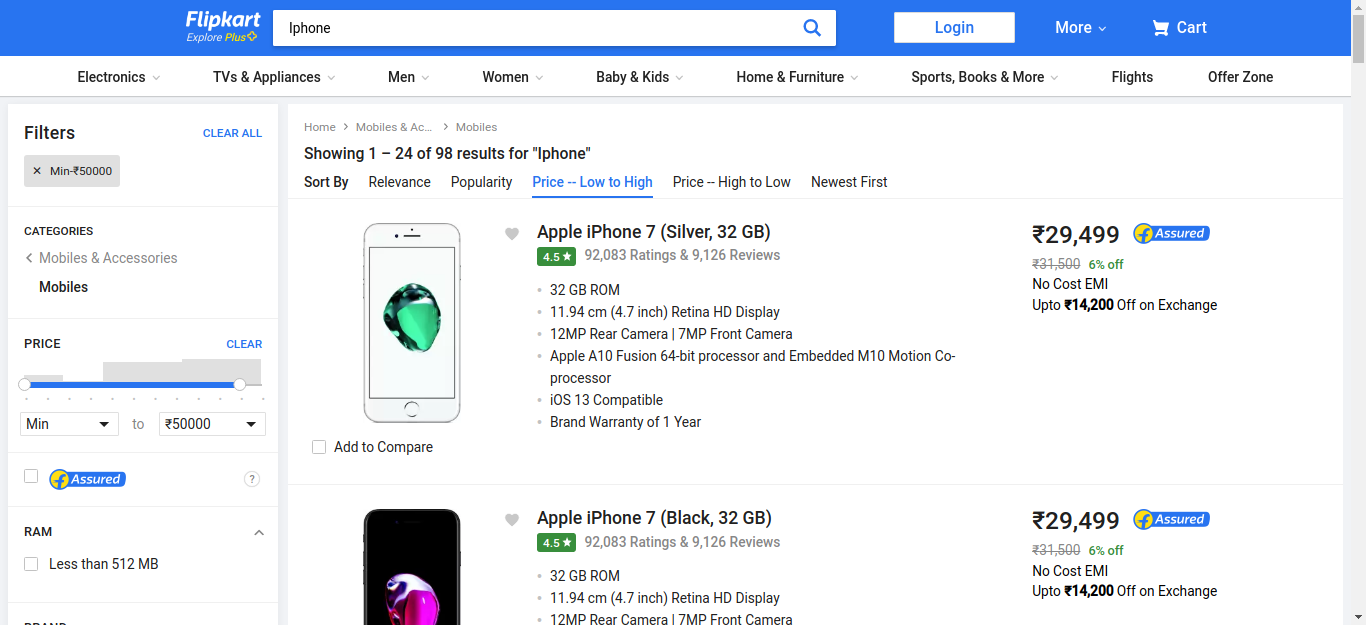 Flipkart
Explore Plus
Iphone
Login
More
Cart
Electronics
TVs & Appliances
Men
Women
Baby & Kids
Home & Furniture
Sports, Books & More
Flights
Offer Zone
Filters
CLEAR ALL
✕ Min-₹50000
CATEGORIES
Mobiles & Accessories
Mobiles
PRICE
CLEAR
Min
to
₹50000
f Assured
?
RAM
Less than 512 MB
Home > Mobiles & Ac... > Mobiles
Showing 1 – 24 of 98 results for "Iphone"
Sort By
Relevance
Popularity
Price -- Low to High
Price -- High to Low
Newest First
Apple iPhone 7 (Silver, 32 GB)
4.5 ★ 92,083 Ratings & 9,126 Reviews
32 GB ROM
11.94 cm (4.7 inch) Retina HD Display
12MP Rear Camera | 7MP Front Camera
Apple A10 Fusion 64-bit processor and Embedded M10 Motion Co-
processor
iOS 13 Compatible
Brand Warranty of 1 Year
Add to Compare
₹29,499
f Assured
₹31,500 6% off
No Cost EMI
Upto ₹14,200 Off on Exchange
Apple iPhone 7 (Black, 32 GB)
4.5 ★ 92,083 Ratings & 9,126 Reviews
32 GB ROM
11.94 cm (4.7 inch) Retina HD Display
12MP Rear Camera | 7MP Front Camera
₹29,499
f Assured
₹31,500 6% off
No Cost EMI
Upto ₹14,200 Off on Exchange